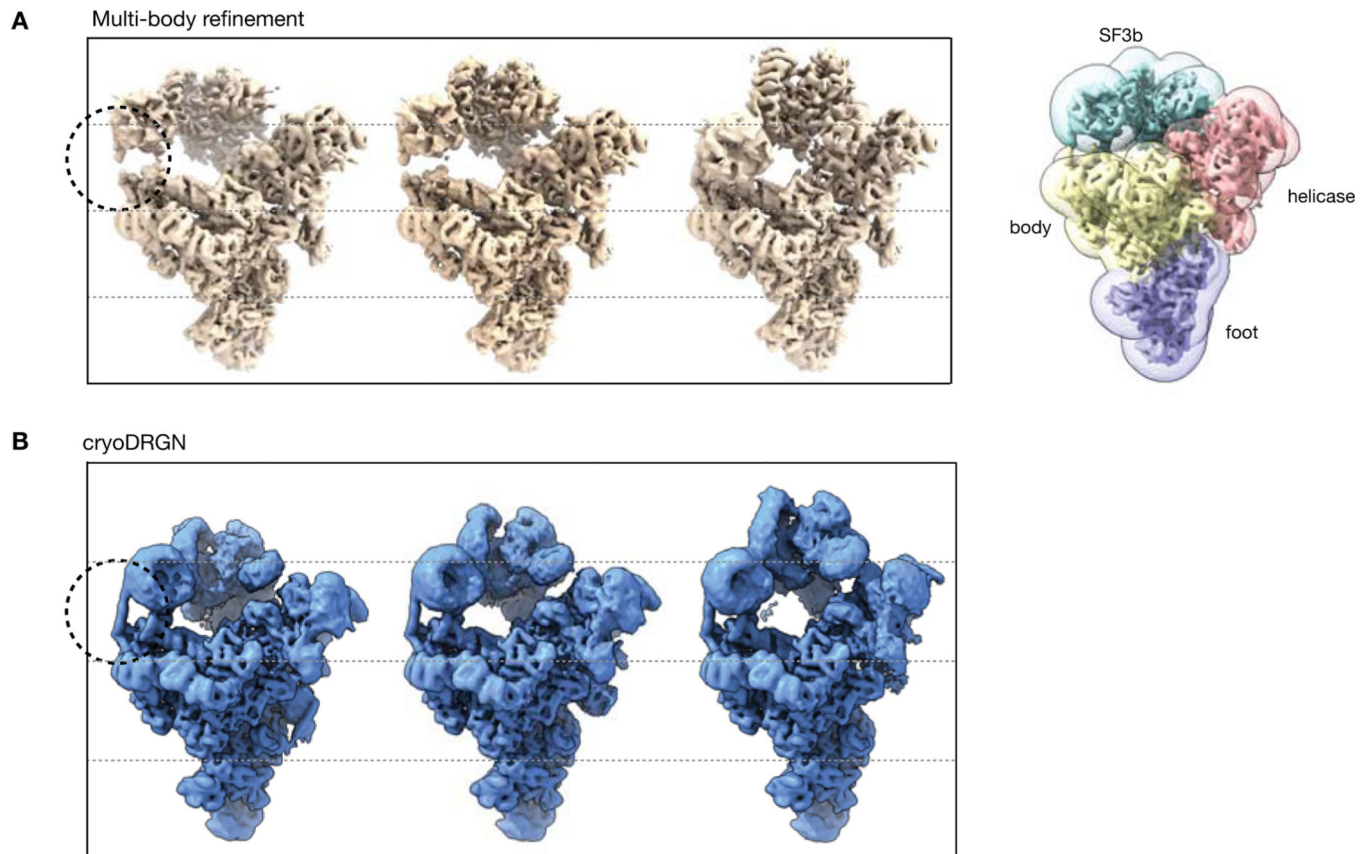 A
Multi-body refinement
SF3b
helicase
body
foot
B
cryoDRGN